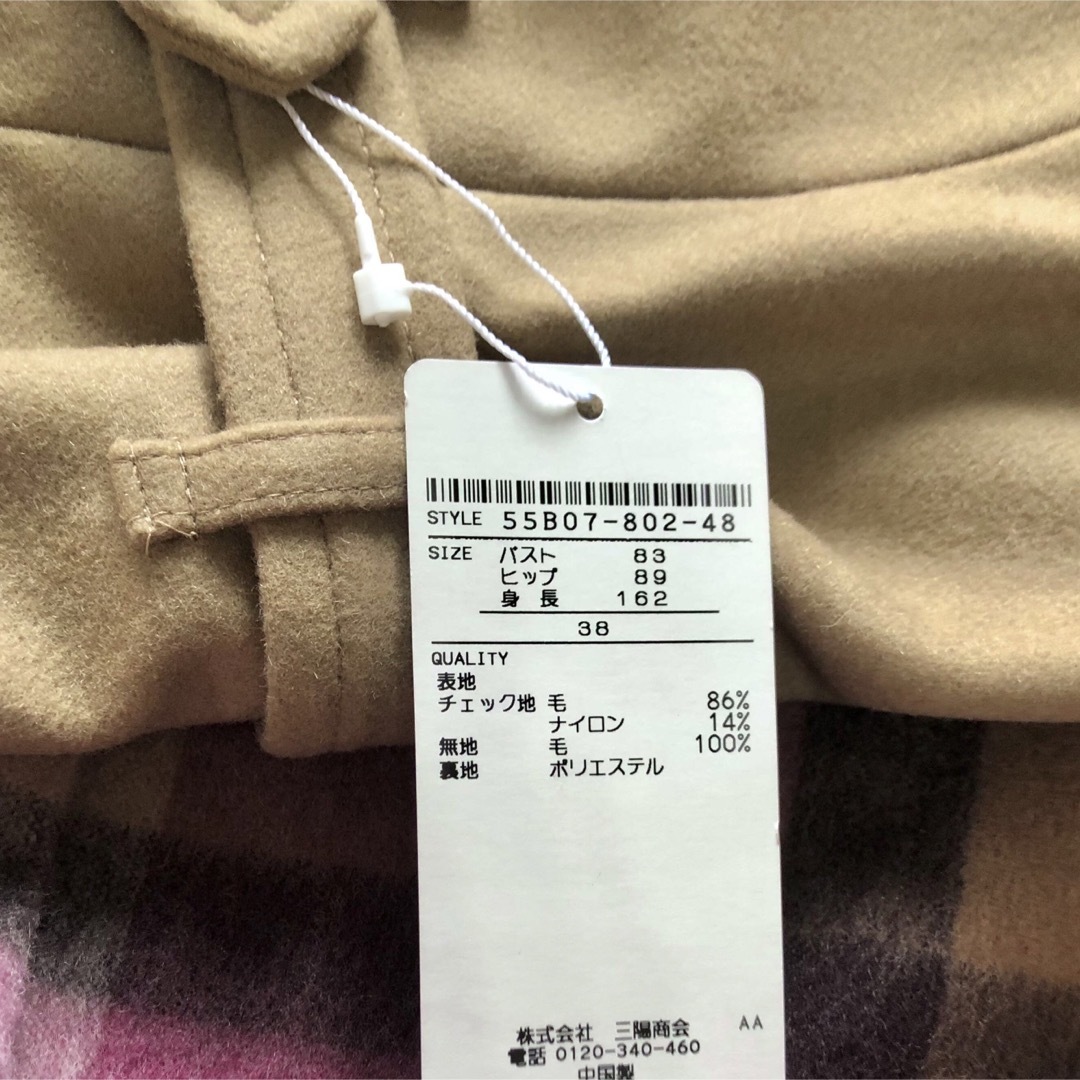 STYLE 55B07-802-48
SIZE バスト 83
ヒップ 89
身長 162
38
QUALITY
表地
チェック地 毛 86%
ナイロン 14%
無地 毛 100%
裏地 ポリエステル
株式会社 三陽商会 AA
電話 0120-340-460
中国製